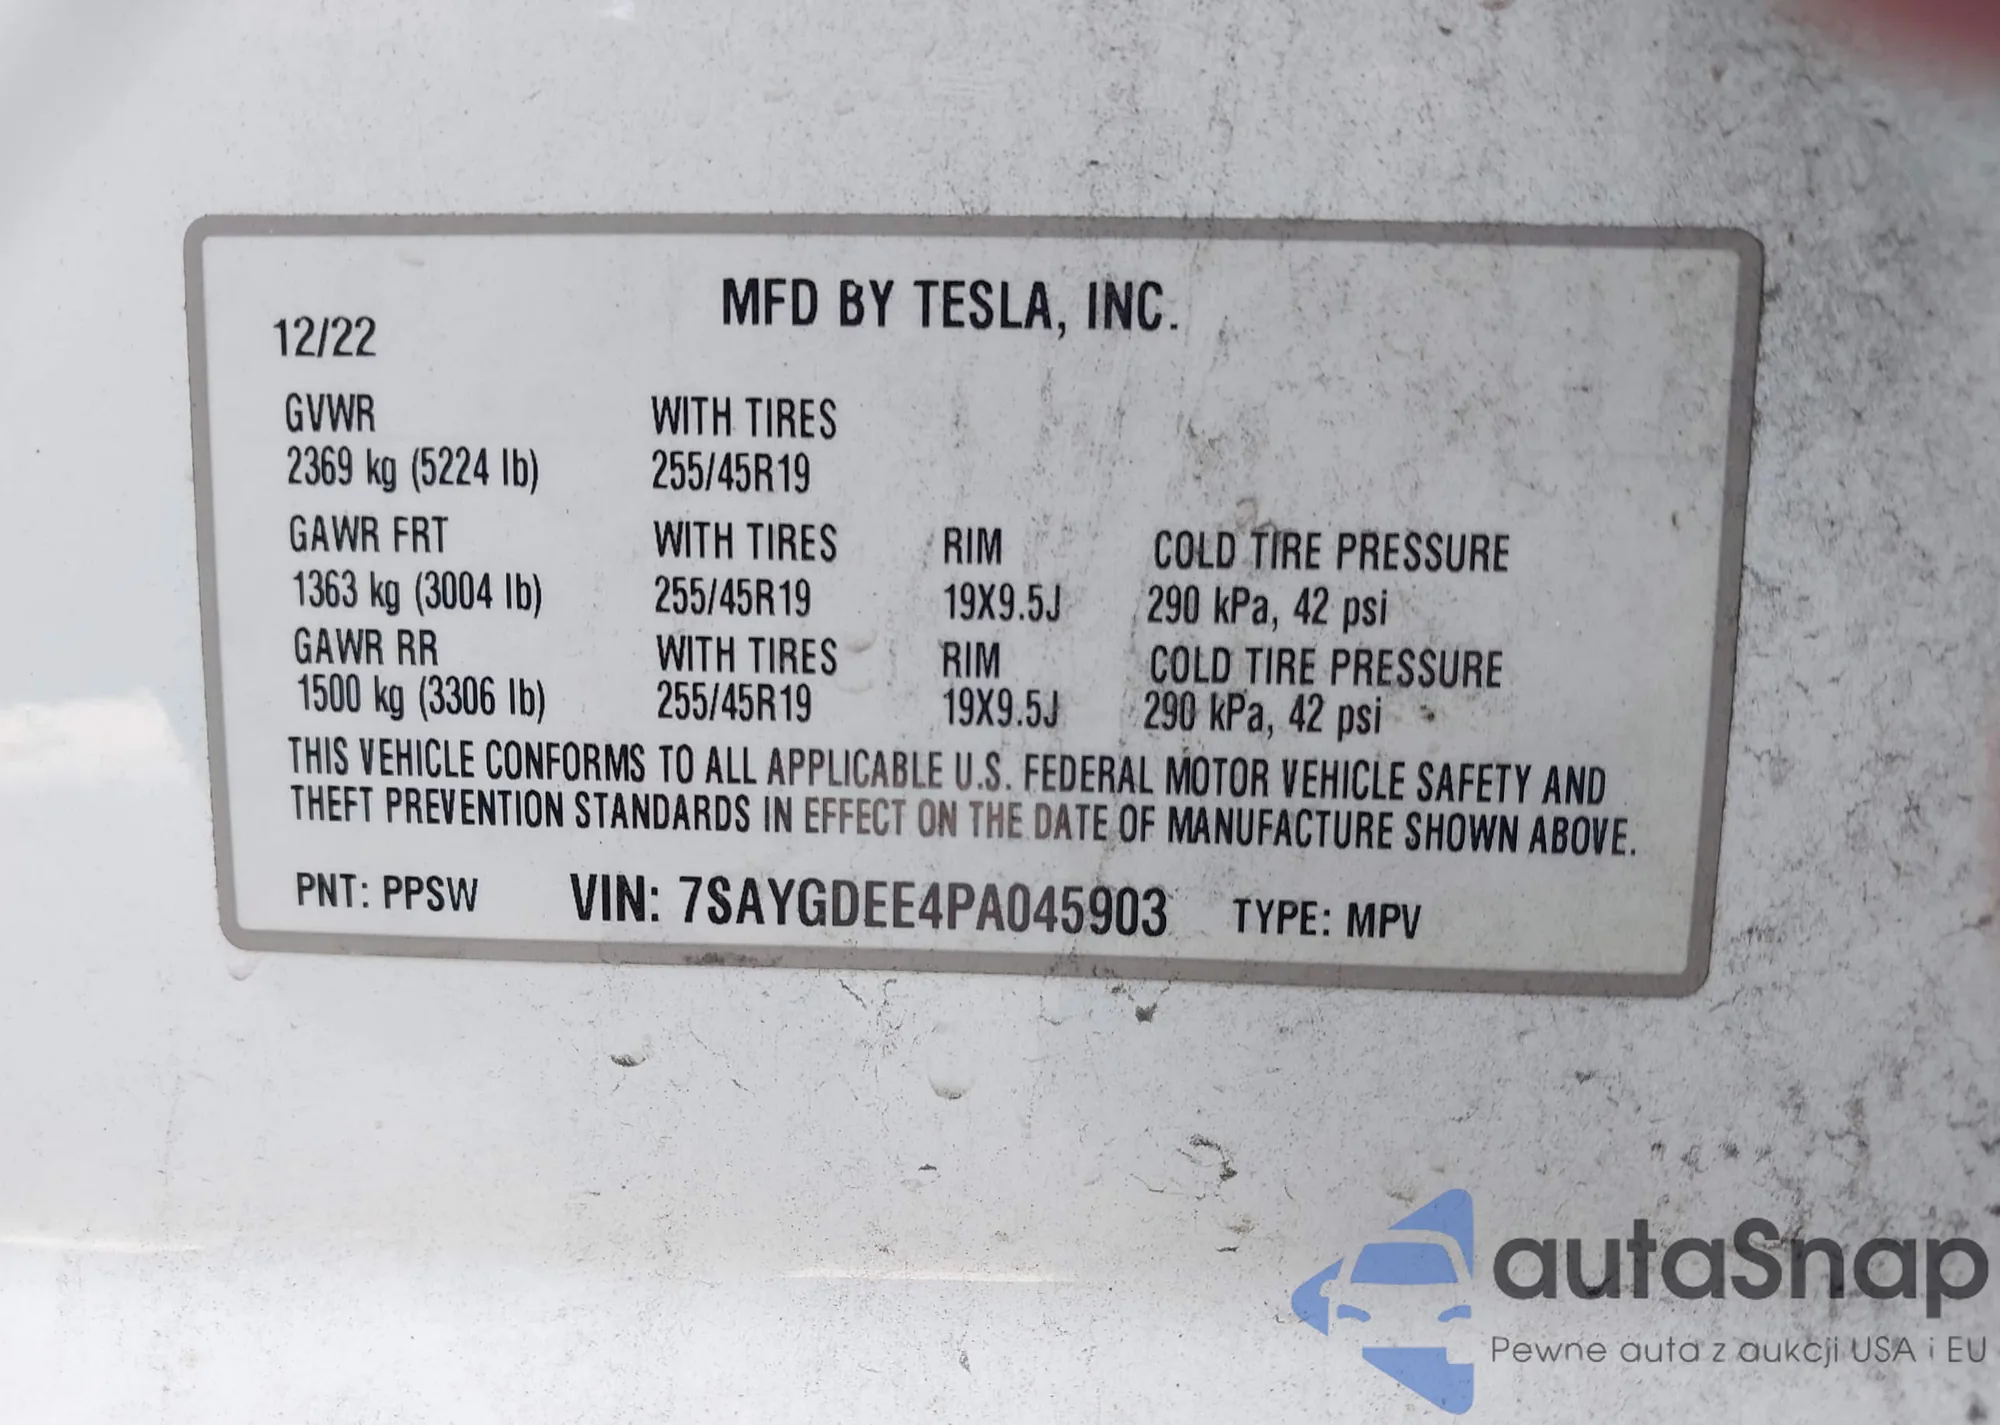 MFD BY TESLA, INC.
12/22
GVWR WITH TIRES
2369 kg (5224 lb) 255/45R19
GAWR FRT WITH TIRES RIM COLD TIRE PRESSURE
1363 kg (3004 lb) 255/45R19 19X9.5J 290 kPa, 42 psi
GAWR RR WITH TIRES RIM COLD TIRE PRESSURE
1500 kg (3306 lb) 255/45R19 19X9.5J 290 kPa, 42 psi
THIS VEHICLE CONFORMS TO ALL APPLICABLE U.S. FEDERAL MOTOR VEHICLE SAFETY AND
THEFT PREVENTION STANDARDS IN EFFECT ON THE DATE OF MANUFACTURE SHOWN ABOVE.
PNT: PPSW VIN: 7SAYGDEE4PA045903 TYPE: MPV
autaSnap
Pewne auta z aukcji USA i EU